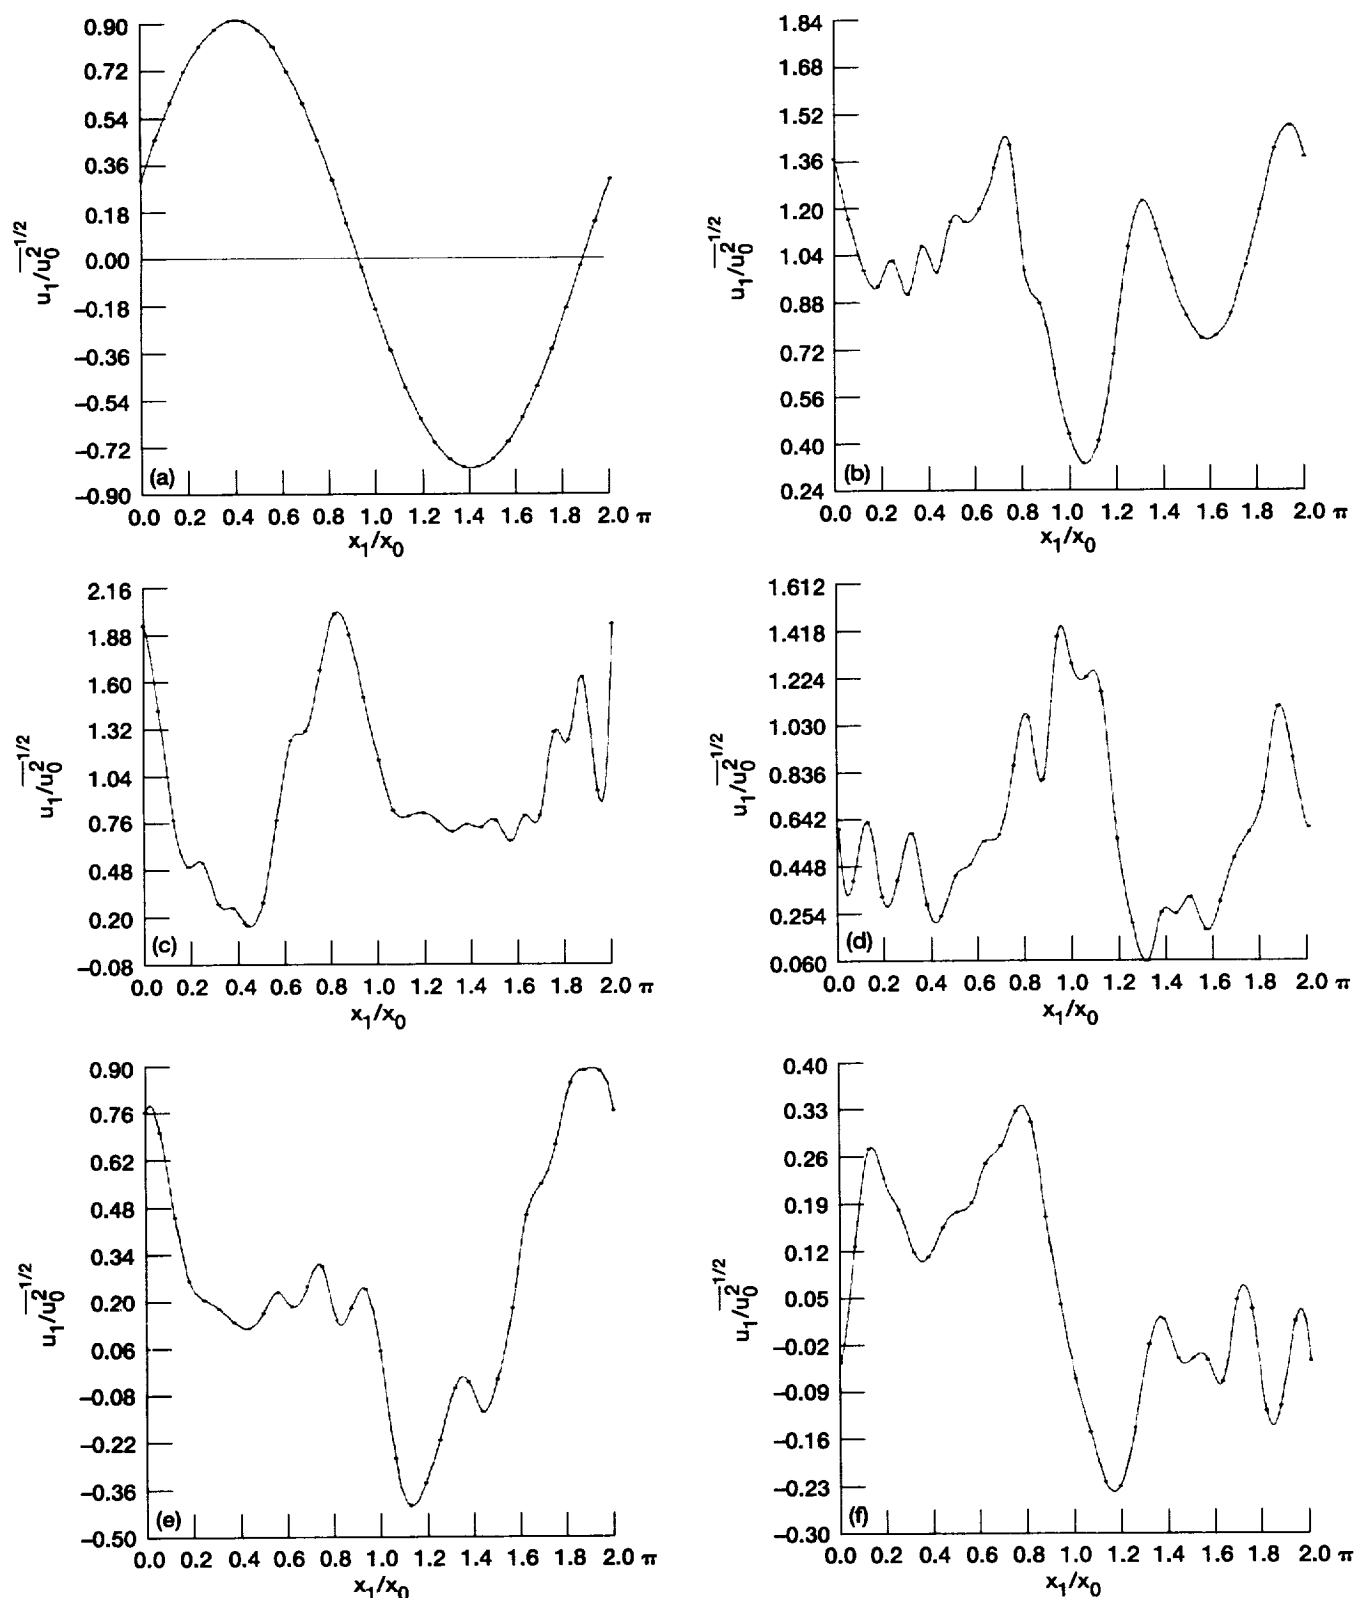 0.90
0.72
0.54
0.36
0.18
0.00
−0.18
−0.36
−0.54
−0.72
−0.90
u₁/u₀²^1/2
(a)
0.0 0.2 0.4 0.6 0.8 1.0 1.2 1.4 1.6 1.8 2.0 π
x₁/x₀
1.84
1.68
1.52
1.36
1.20
1.04
0.88
0.72
0.56
0.40
0.24
u₁/u₀²^1/2
(b)
0.0 0.2 0.4 0.6 0.8 1.0 1.2 1.4 1.6 1.8 2.0 π
x₁/x₀
2.16
1.88
1.60
1.32
1.04
0.76
0.48
0.20
−0.08
u₁/u₀²^1/2
(c)
0.0 0.2 0.4 0.6 0.8 1.0 1.2 1.4 1.6 1.8 2.0 π
x₁/x₀
1.612
1.418
1.224
1.030
0.836
0.642
0.448
0.254
0.060
u₁/u₀²^1/2
(d)
0.0 0.2 0.4 0.6 0.8 1.0 1.2 1.4 1.6 1.8 2.0 π
x₁/x₀
0.90
0.76
0.62
0.48
0.34
0.20
0.06
−0.08
−0.22
−0.36
−0.50
u₁/u₀²^1/2
(e)
0.0 0.2 0.4 0.6 0.8 1.0 1.2 1.4 1.6 1.8 2.0 π
x₁/x₀
0.40
0.33
0.26
0.19
0.12
0.05
−0.02
−0.09
−0.16
−0.23
−0.30
u₁/u₀²^1/2
(f)
0.0 0.2 0.4 0.6 0.8 1.0 1.2 1.4 1.6 1.8 2.0 π
x₁/x₀